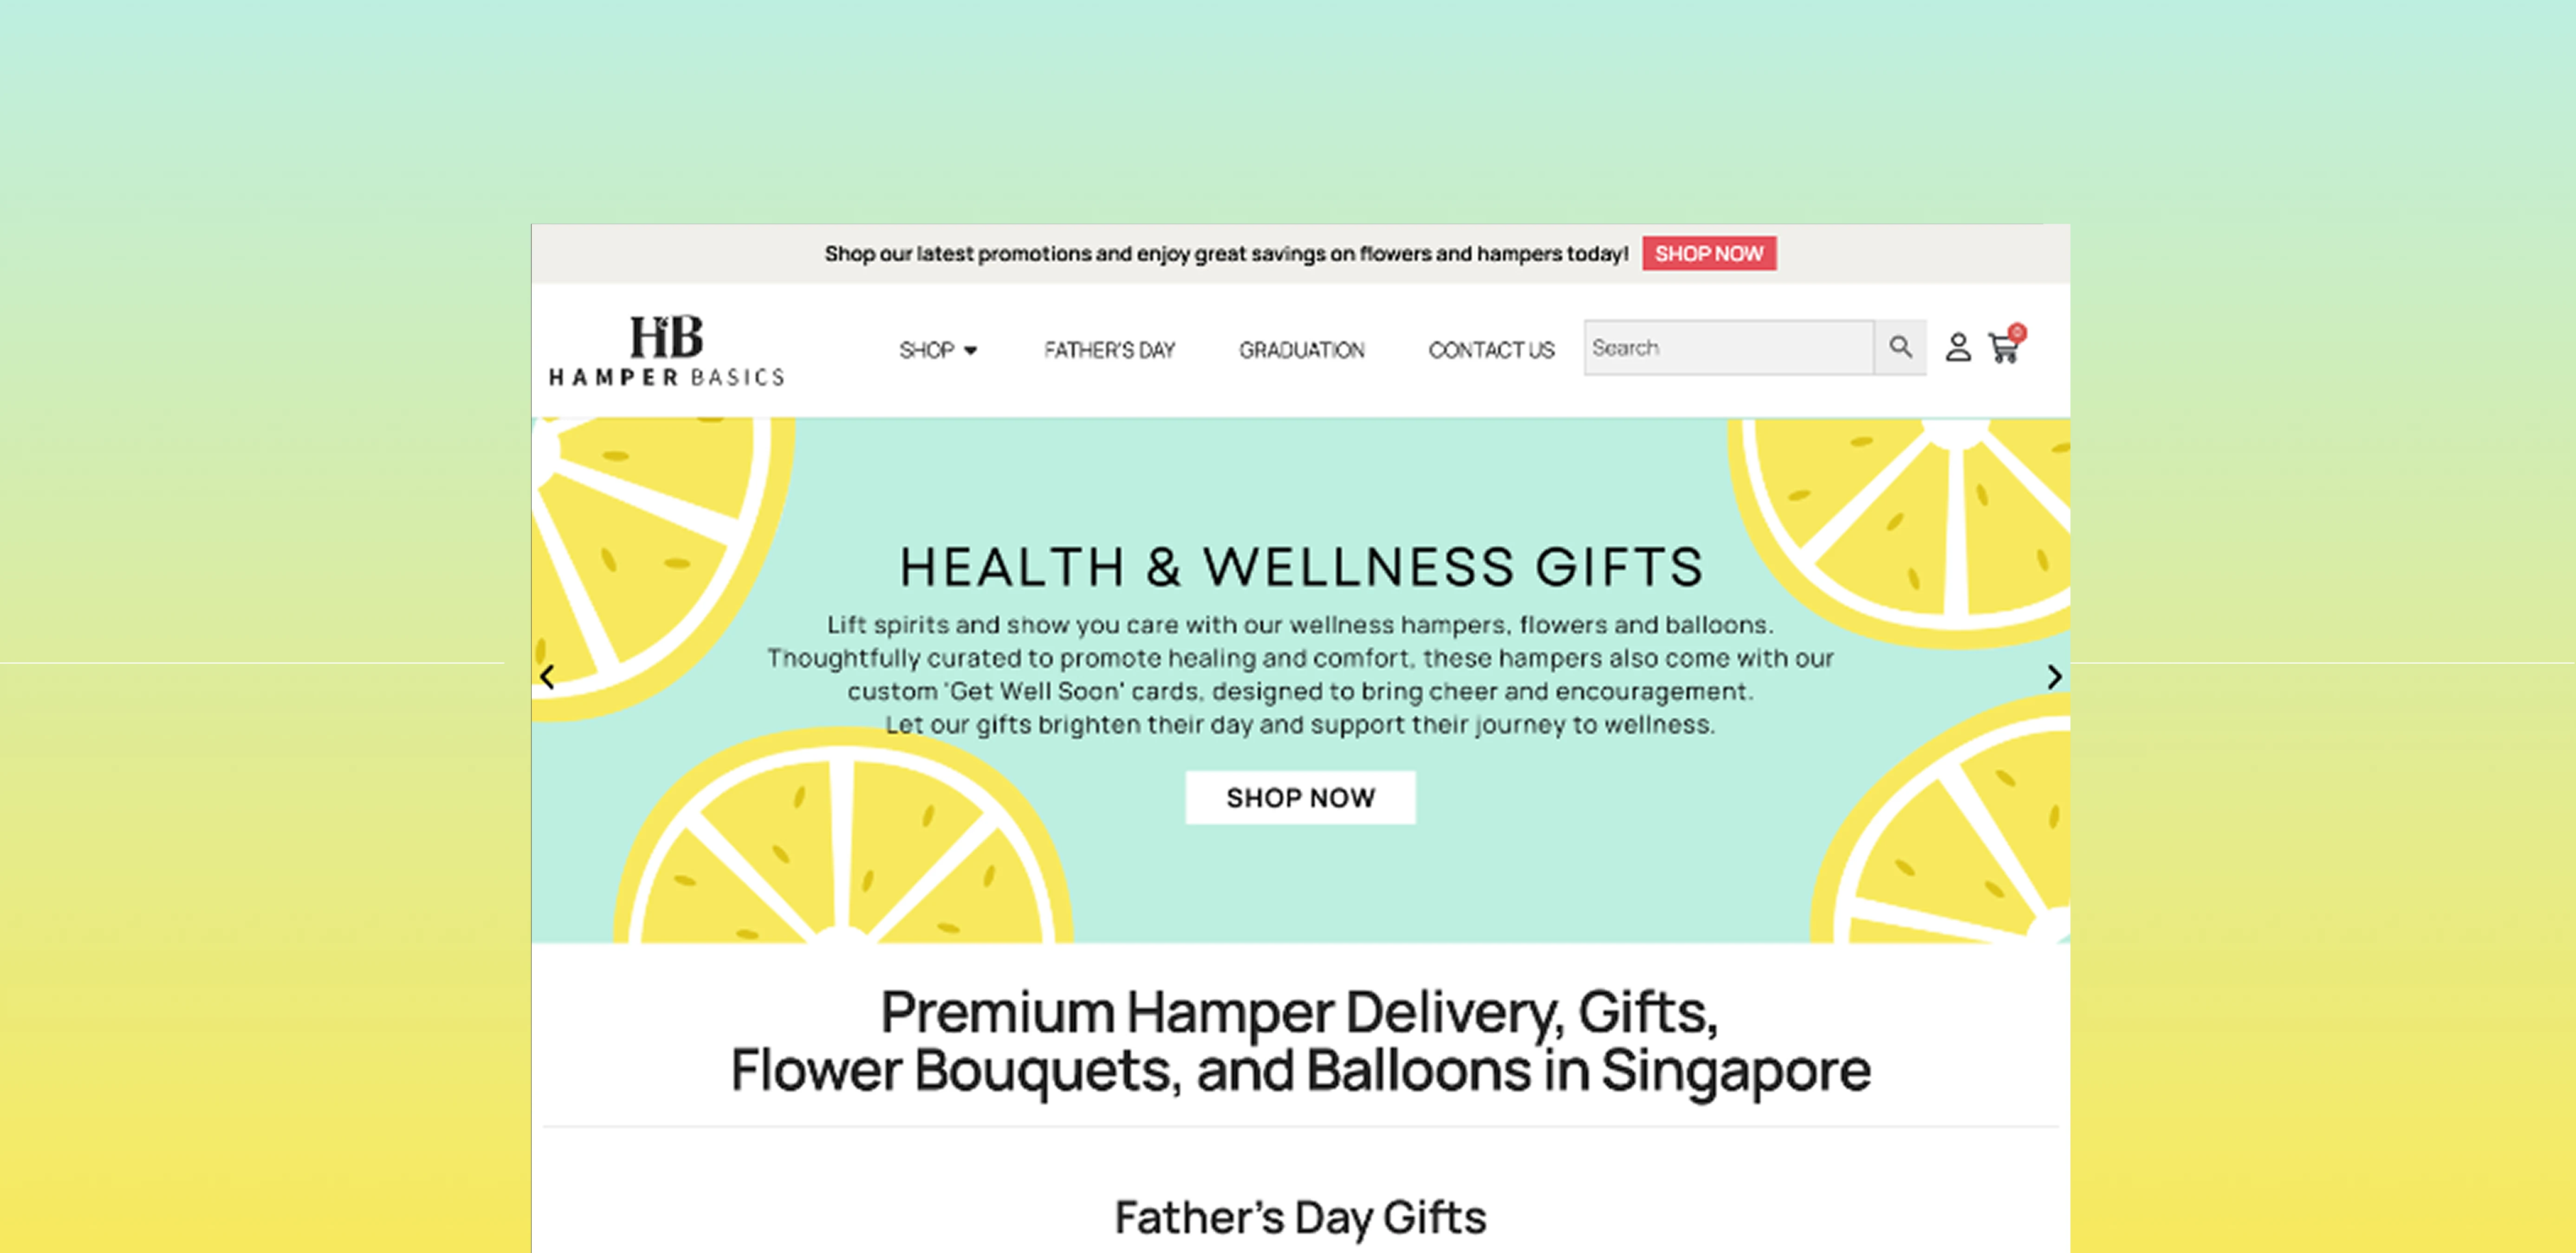 Shop our latest promotions and enjoy great savings on flowers and hampers today! SHOP NOW
HB
HAMPER BASICS
SHOP FATHER'S DAY GRADUATION CONTACT US Search 0
HEALTH & WELLNESS GIFTS
Lift spirits and show you care with our wellness hampers, flowers and balloons.
Thoughtfully curated to promote healing and comfort, these hampers also come with our
custom 'Get Well Soon' cards, designed to bring cheer and encouragement.
Let our gifts brighten their day and support their journey to wellness.
SHOP NOW
Premium Hamper Delivery, Gifts,
Flower Bouquets, and Balloons in Singapore
Father's Day Gifts